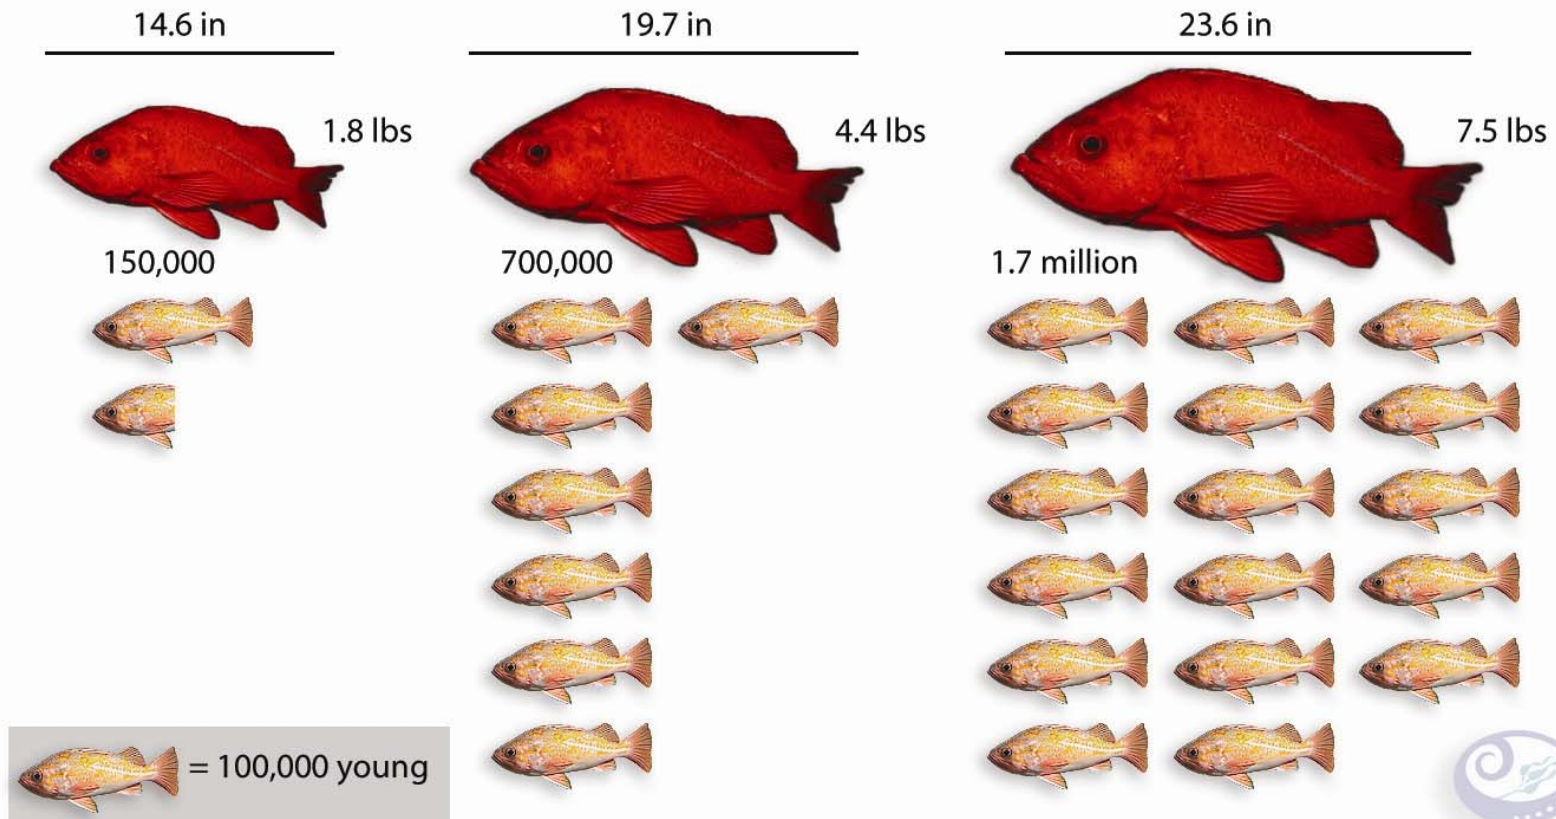 14.6 in
19.7 in
23.6 in
1.8 lbs
4.4 lbs
7.5 lbs
150,000
700,000
1.7 million
= 100,000 young